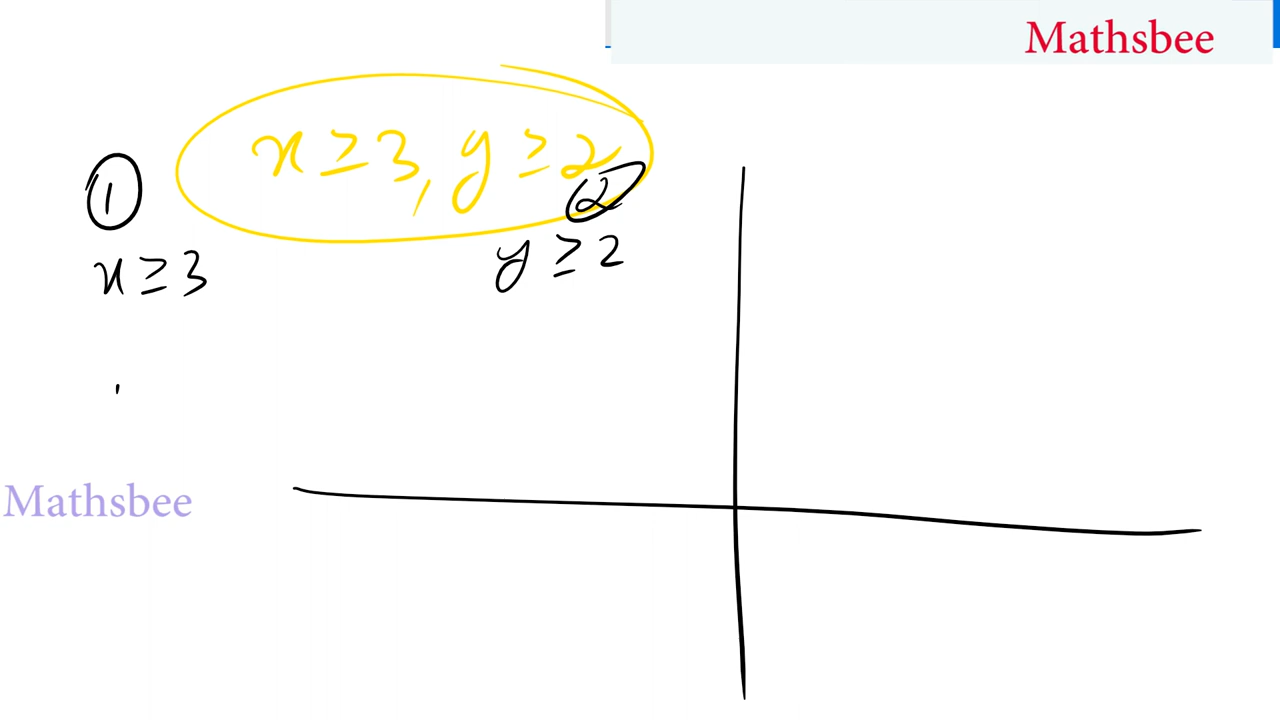 Mathsbee
x ≥ 3, y ≥ 2
① ②
x ≥ 3 y ≥ 2
Mathsbee